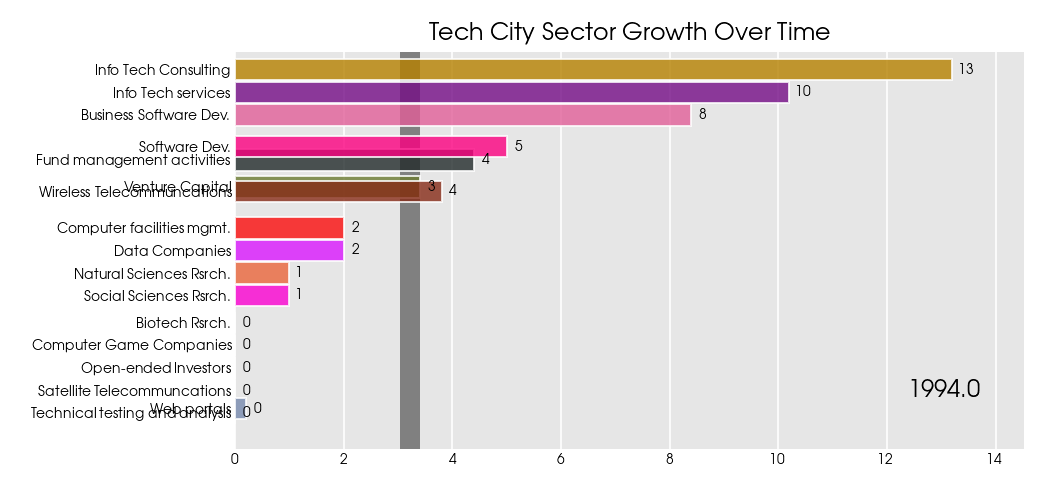 Tech City Sector Growth Over Time
Info Tech Consulting 13
Info Tech services 10
Business Software Dev. 8
Software Dev. 5
Fund management activities 4
Venture Capital 3
Wireless Telecommuncations 4
Computer facilities mgmt. 2
Data Companies 2
Natural Sciences Rsrch. 1
Social Sciences Rsrch. 1
Biotech Rsrch. 0
Computer Game Companies 0
Open-ended Investors 0
Satellite Telecommuncations 0
1994.0
Web portals 0
Technical testing and analysis 0
0 2 4 6 8 10 12 14